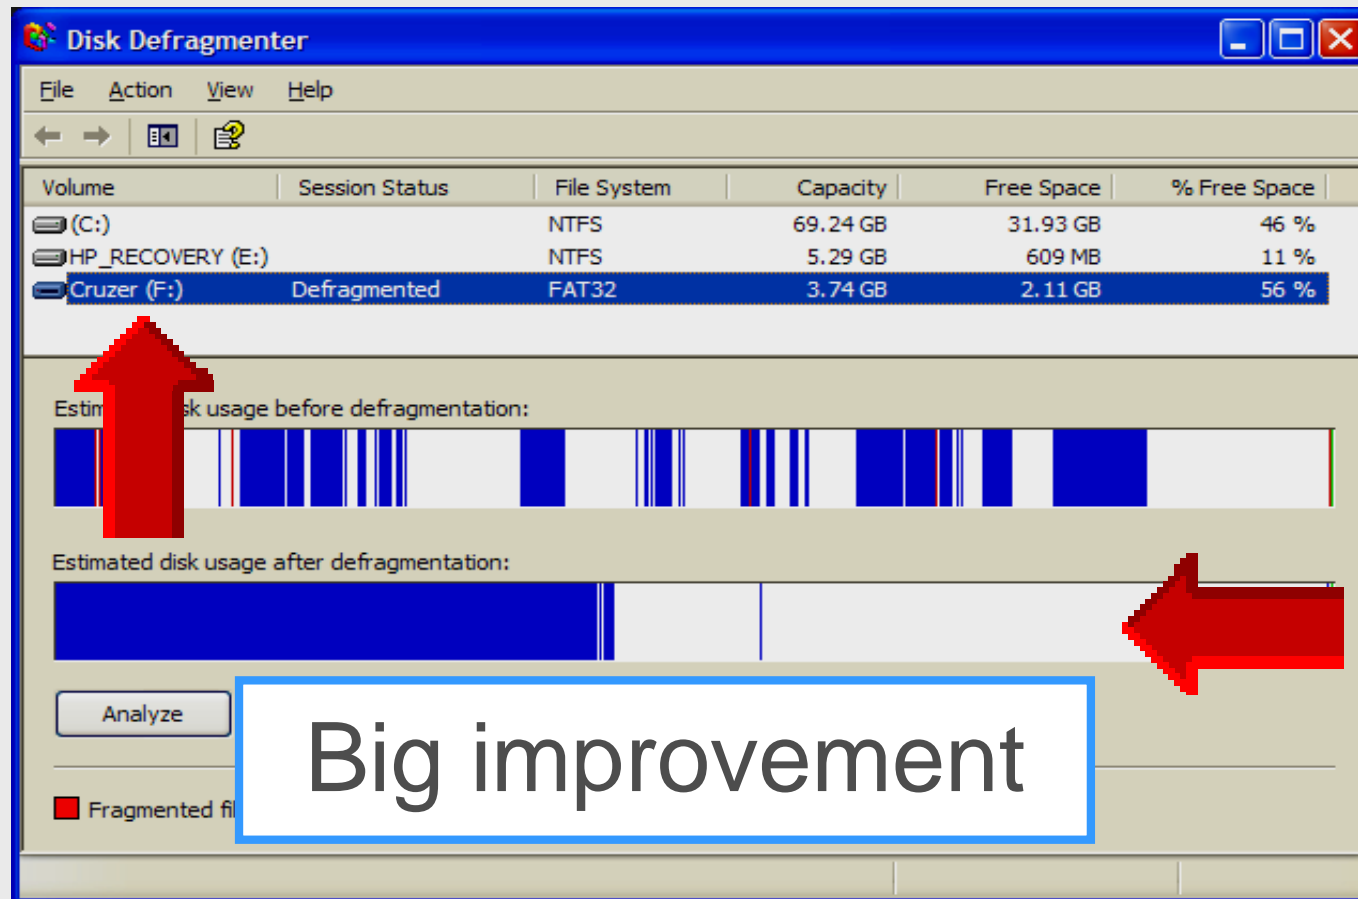 Disk Defragmenter
File Action View Help
Volume Session Status File System Capacity Free Space % Free Space
(C:) NTFS 69.24 GB 31.93 GB 46 %
HP_RECOVERY (E:) NTFS 5.29 GB 609 MB 11 %
Cruzer (F:) Defragmented FAT32 3.74 GB 2.11 GB 56 %
usage before defragmentation:
Estimated disk usage after defragmentation:
Analyze
Big improvement
Fragmented